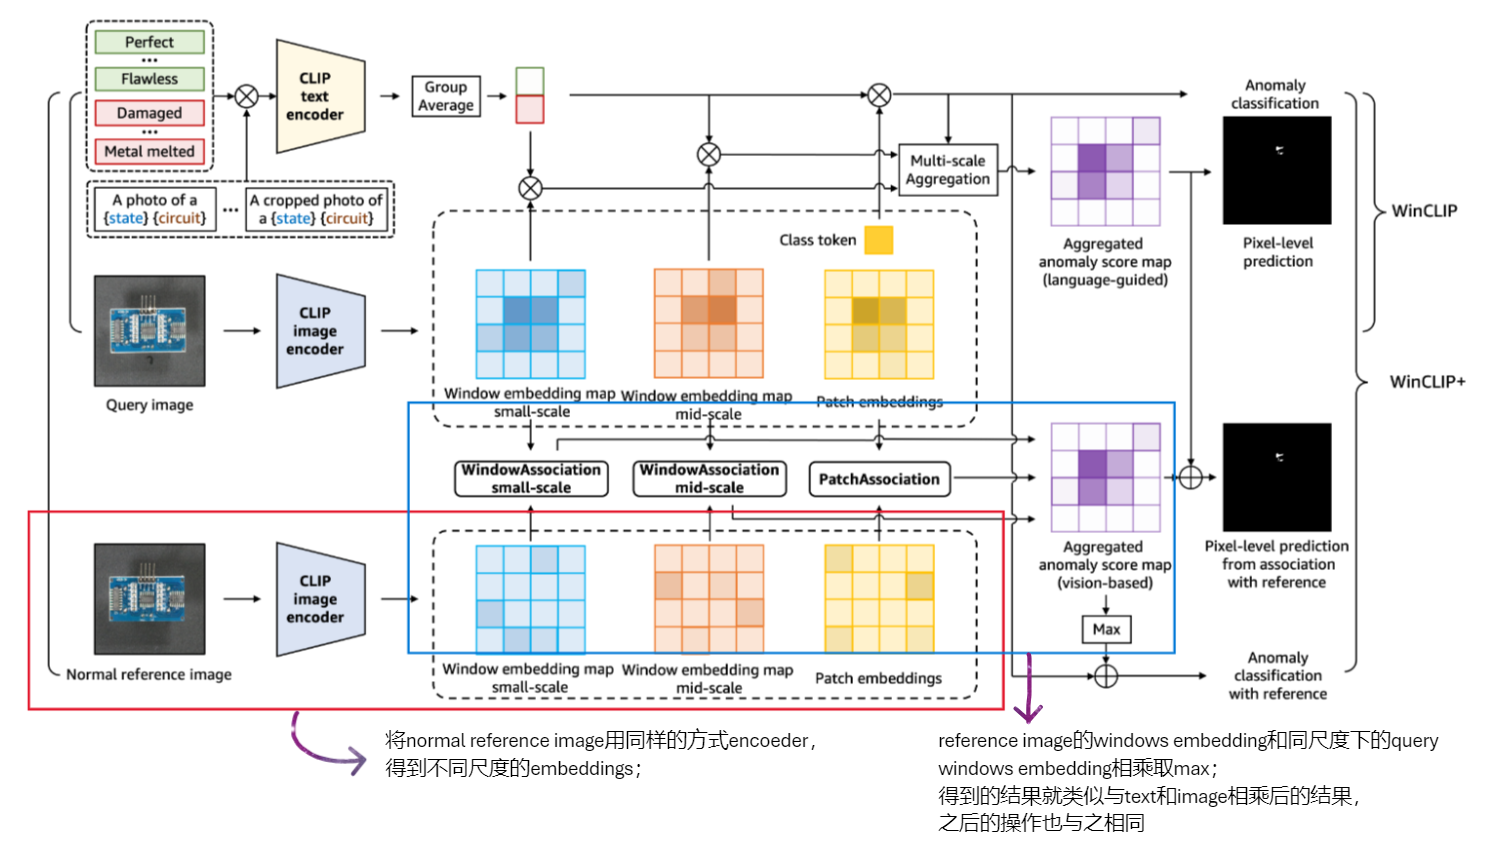 Perfect
...
Flawless
Damaged
...
Metal melted
CLIP
text
encoder
Group
Average
A photo of a
{state} {circuit}
...
A cropped photo of
a {state} {circuit}
Multi-scale
Aggregation
Anomaly
classification
Aggregated
anomaly score map
(language-guided)
Pixel-level
prediction
WinCLIP
Class token
Query image
CLIP
image
encoder
Window embedding map
small-scale
Window embedding map
mid-scale
Patch embeddings
WinCLIP+
WindowAssociation
small-scale
WindowAssociation
mid-scale
PatchAssociation
Aggregated
anomaly score map
(vision-based)
Pixel-level prediction
from association
with reference
Max
Normal reference image
CLIP
image
encoder
Window embedding map
small-scale
Window embedding map
mid-scale
Patch embeddings
Anomaly
classification
with reference
将normal reference image用同样的方式encoeder，
得到不同尺度的embeddings；
reference image的windows embedding和同尺度下的query
windows embedding相乘取max；
得到的结果就类似与text和image相乘后的结果，
之后的操作也与之相同